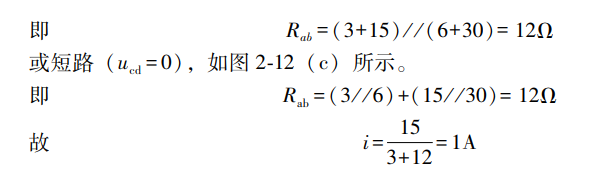 即 R_ab=(3+15)//(6+30)= 12Ω
或短路（u_cd=0），如图 2-12（c）所示。
即 R_ab=(3//6)+(15//30)= 12Ω
故 i=15/(3+12)=1A